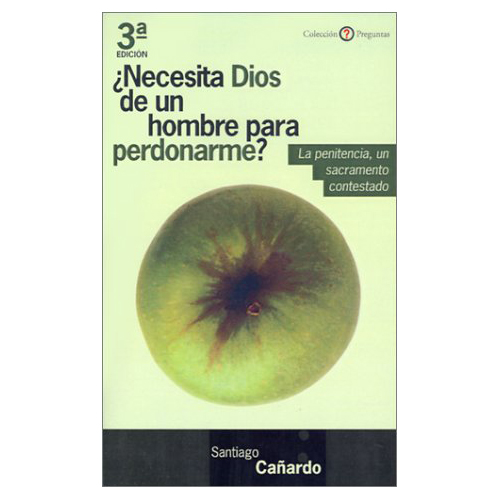 3ª
EDICIÓN
Colección ? Preguntas
¿Necesita Dios
de un
hombre para
perdonarme?
La penitencia, un
sacramento
contestado
Santiago
Cañardo